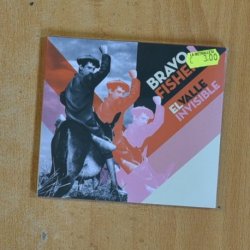 BRAVO
FISHER
EL VALLE
INVISIBLE
3.00